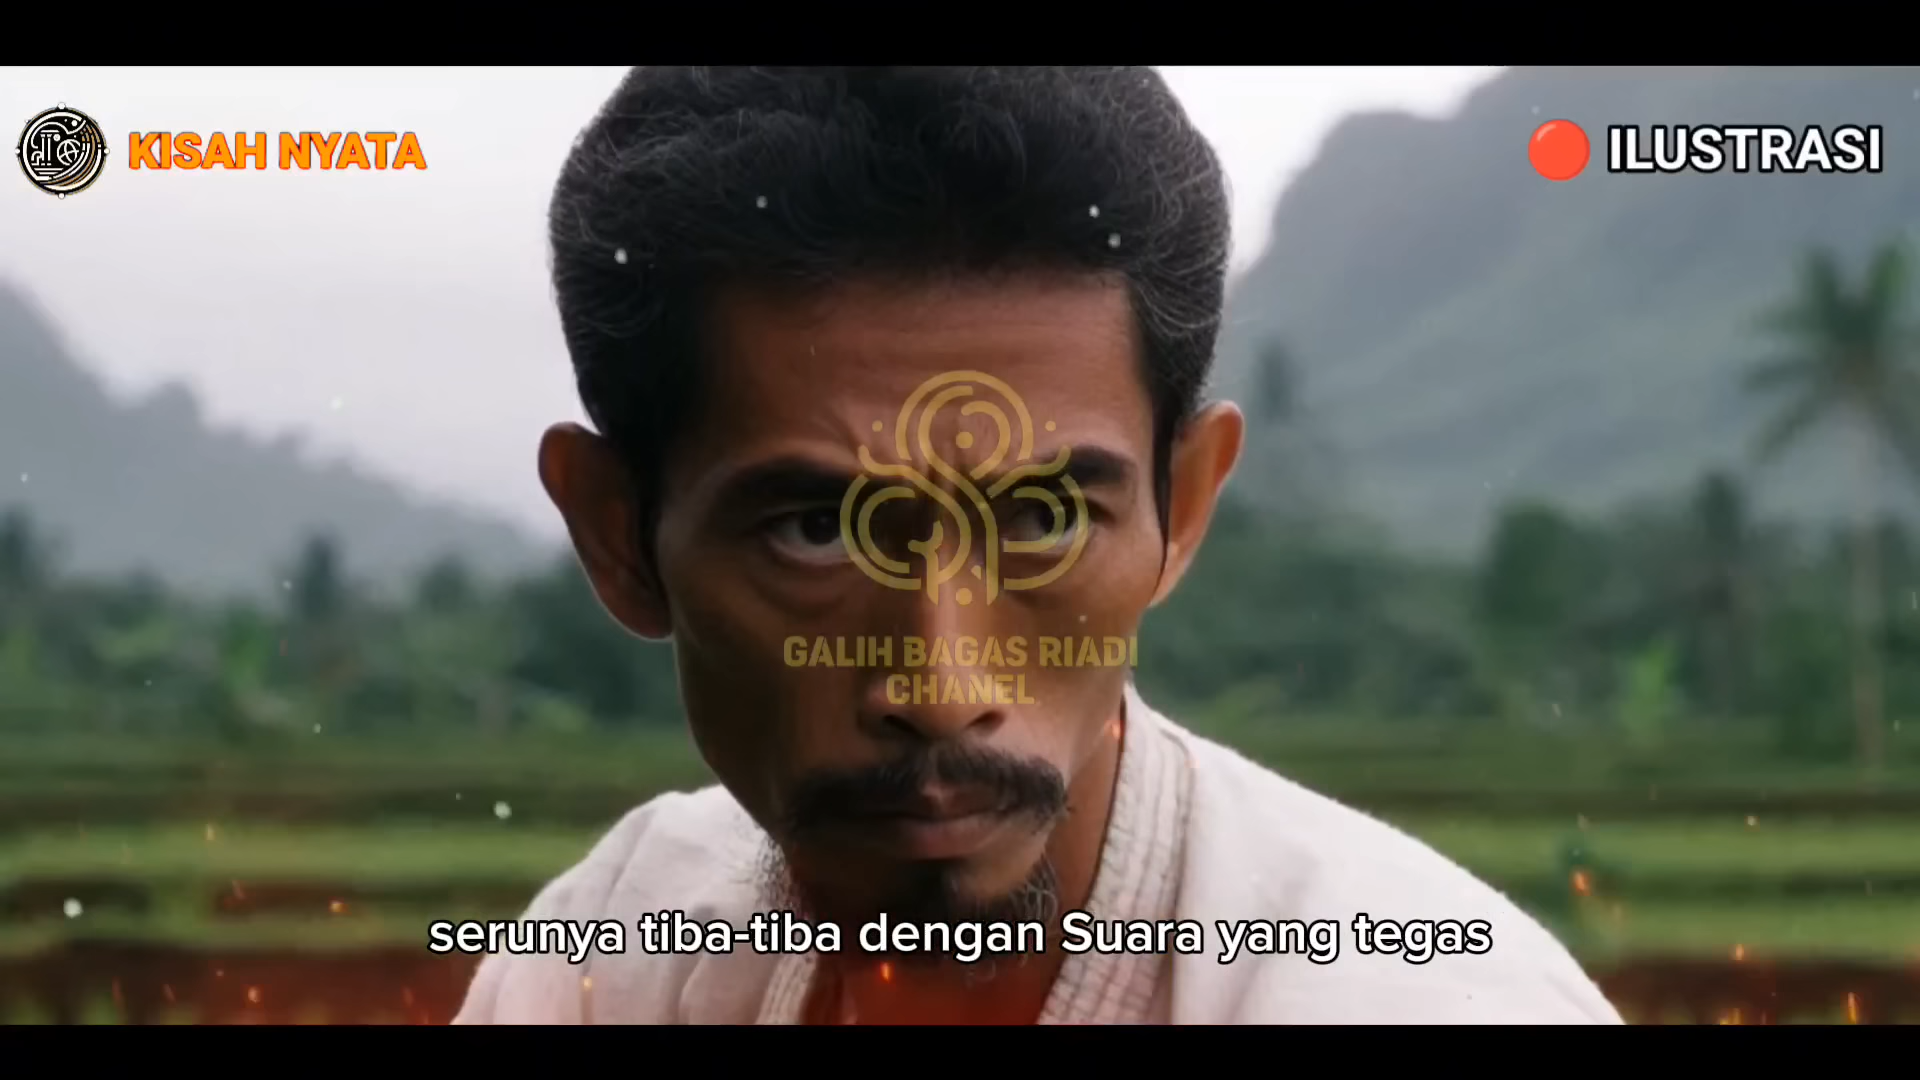 KISAH NYATA
ILUSTRASI
GALIH BAGAS RIADI
CHANEL
serunya tiba-tiba dengan Suara yang tegas